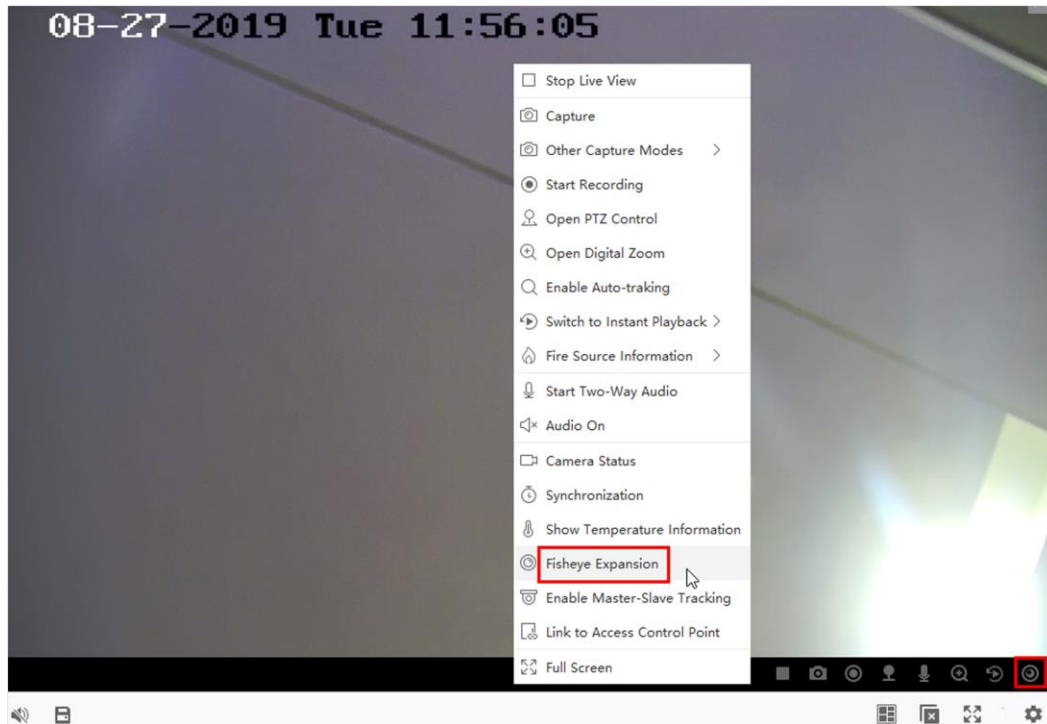 08-27-2019 Tue 11:56:05
Stop Live View
Capture
Other Capture Modes
Start Recording
Open PTZ Control
Open Digital Zoom
Enable Auto-traking
Switch to Instant Playback
Fire Source Information
Start Two-Way Audio
Audio On
Camera Status
Synchronization
Show Temperature Information
Fisheye Expansion
Enable Master-Slave Tracking
Link to Access Control Point
Full Screen